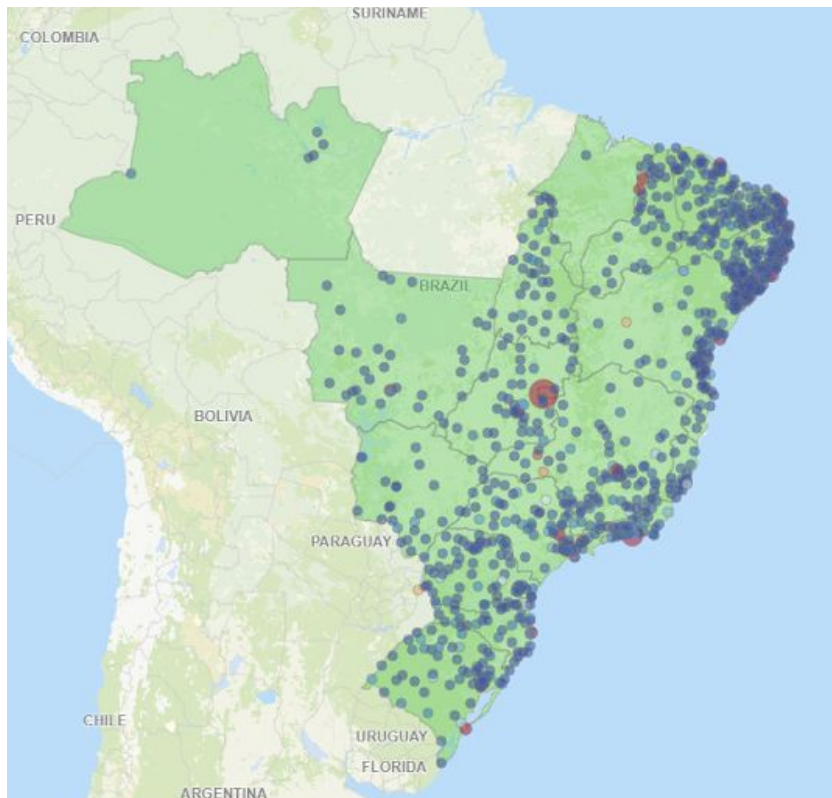 SURINAME
COLOMBIA
PERU
BRAZIL
BOLIVIA
PARAGUAY
CHILE
URUGUAY
FLORIDA
ARGENTINA